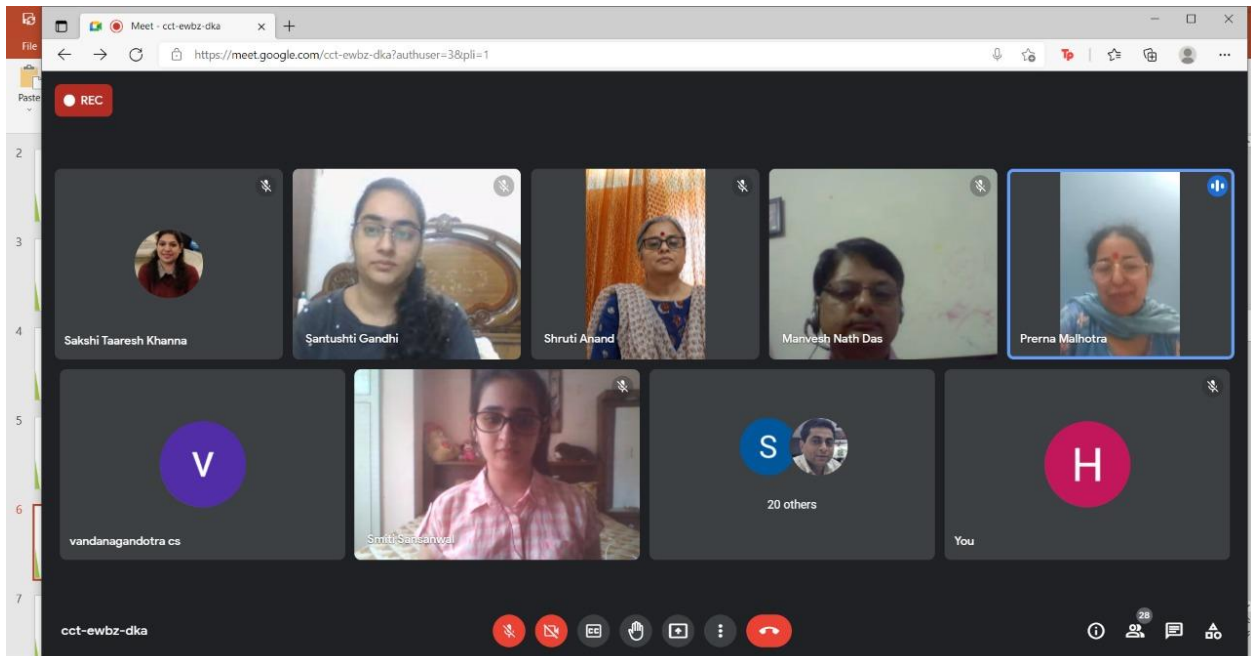 Meet - cct-ewbz-dka
File
https://meet.google.com/cct-ewbz-dka?authuser=3&pli=1
Tp
Paste
REC
2
3
4
5
6
7
Sakshi Taaresh Khanna
Santushti Gandhi
Shruti Anand
Manvesh Nath Das
Prerna Malhotra
V
S
20 others
H
vandanagandotra cs
Smiti Sansanwal
You
cct-ewbz-dka
CC
28